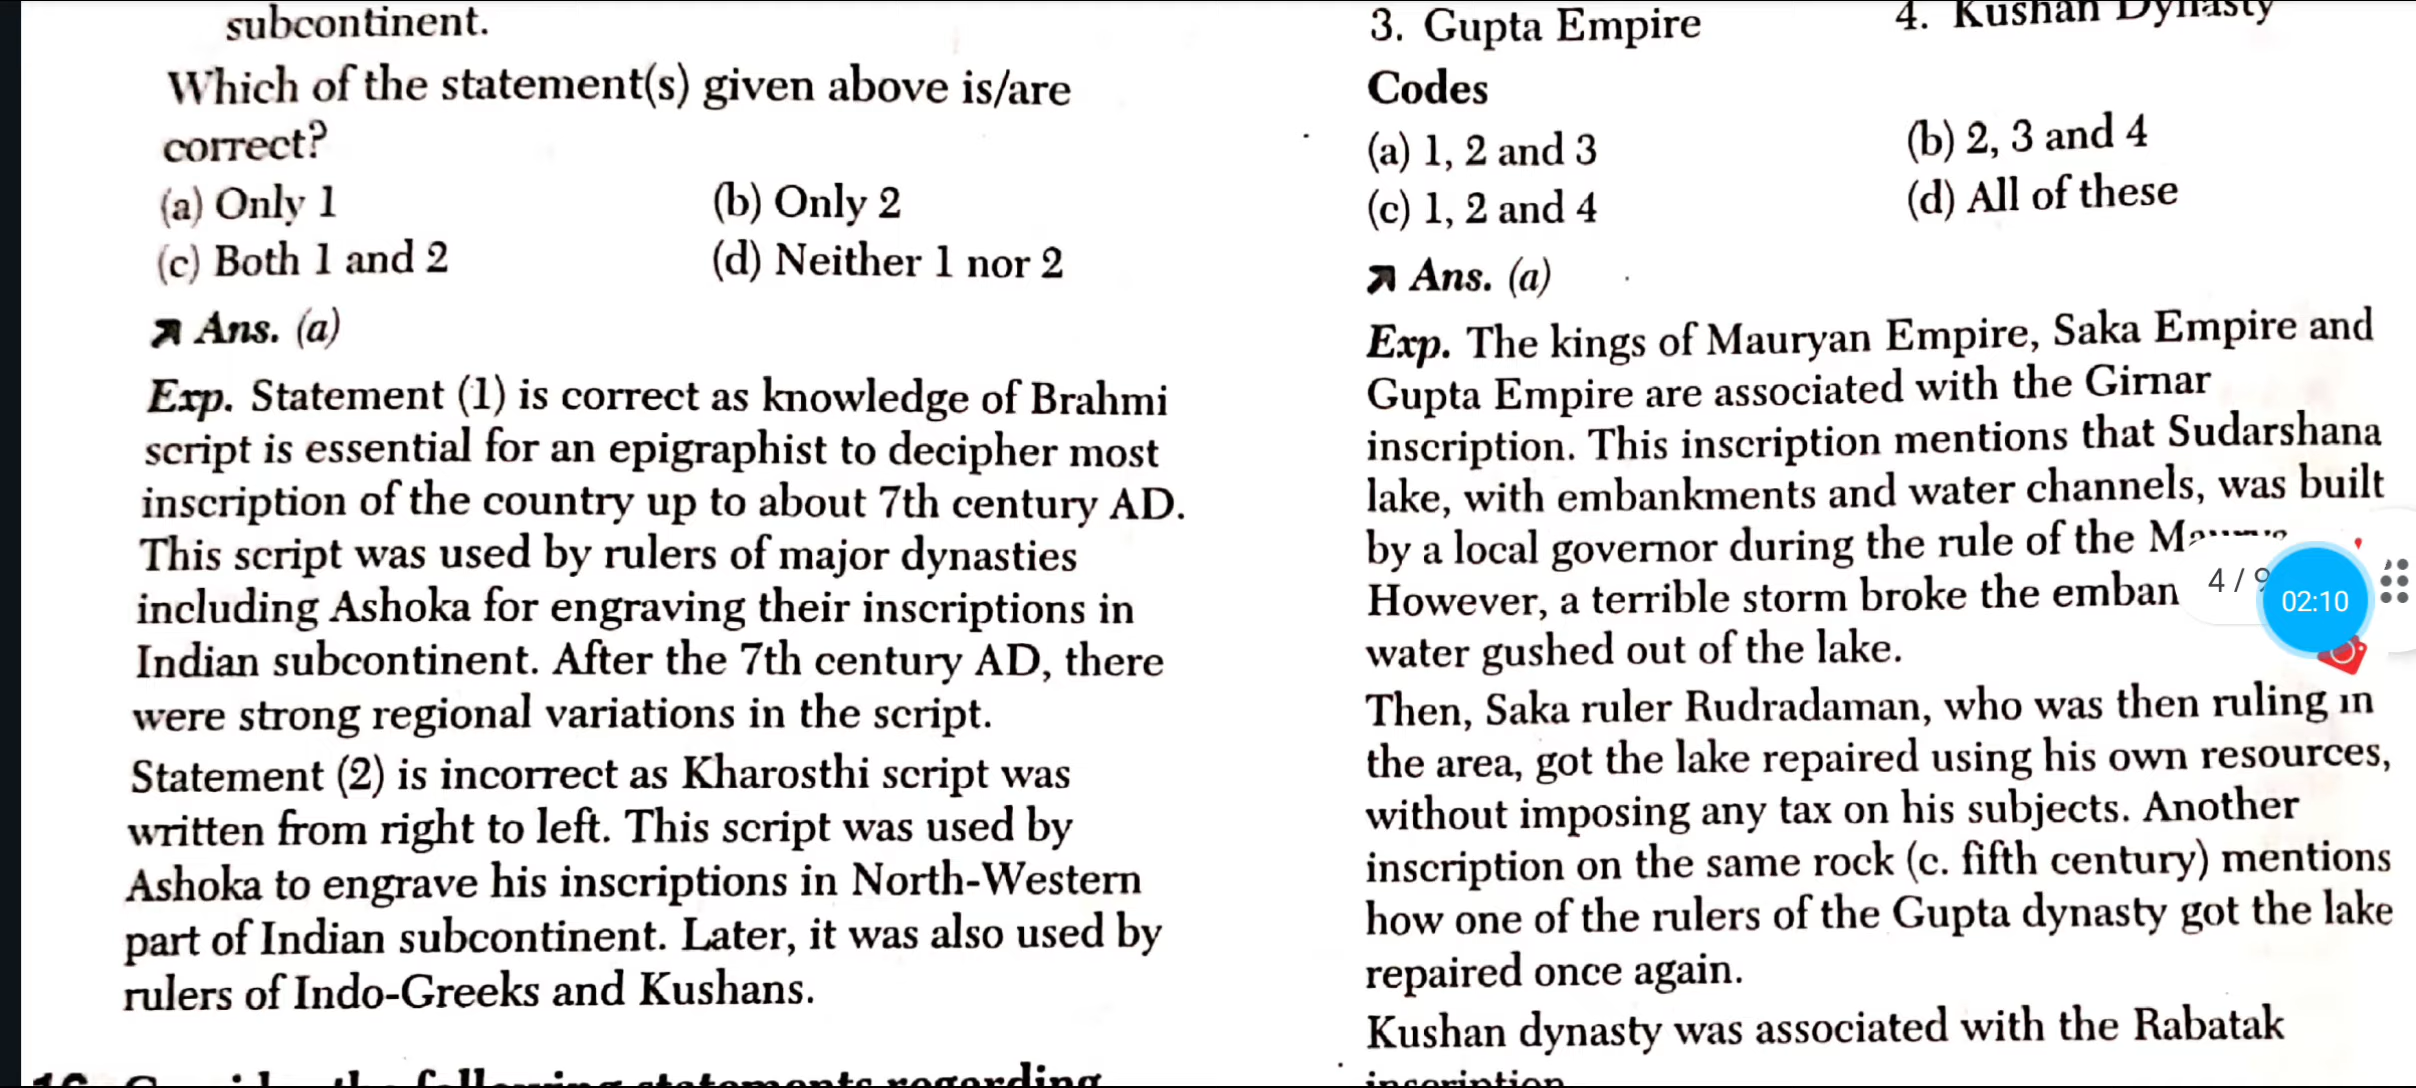 subcontinent.
Which of the statement(s) given above is/are
correct?
(a) Only 1 (b) Only 2
(c) Both 1 and 2 (d) Neither 1 nor 2
Ans. (a)
Exp. Statement (1) is correct as knowledge of Brahmi
script is essential for an epigraphist to decipher most
inscription of the country up to about 7th century AD.
This script was used by rulers of major dynasties
including Ashoka for engraving their inscriptions in
Indian subcontinent. After the 7th century AD, there
were strong regional variations in the script.
Statement (2) is incorrect as Kharosthi script was
written from right to left. This script was used by
Ashoka to engrave his inscriptions in North-Western
part of Indian subcontinent. Later, it was also used by
rulers of Indo-Greeks and Kushans.
the following statements regarding
3. Gupta Empire 4. Kushan Dynasty
Codes
(a) 1, 2 and 3 (b) 2, 3 and 4
(c) 1, 2 and 4 (d) All of these
Ans. (a)
Exp. The kings of Mauryan Empire, Saka Empire and
Gupta Empire are associated with the Girnar
inscription. This inscription mentions that Sudarshana
lake, with embankments and water channels, was built
by a local governor during the rule of the
However, a terrible storm broke the emban
water gushed out of the lake.
Then, Saka ruler Rudradaman, who was then ruling in
the area, got the lake repaired using his own resources,
without imposing any tax on his subjects. Another
inscription on the same rock (c. fifth century) mentions
how one of the rulers of the Gupta dynasty got the lake
repaired once again.
Kushan dynasty was associated with the Rabatak
inscription
4 / 9
02:10